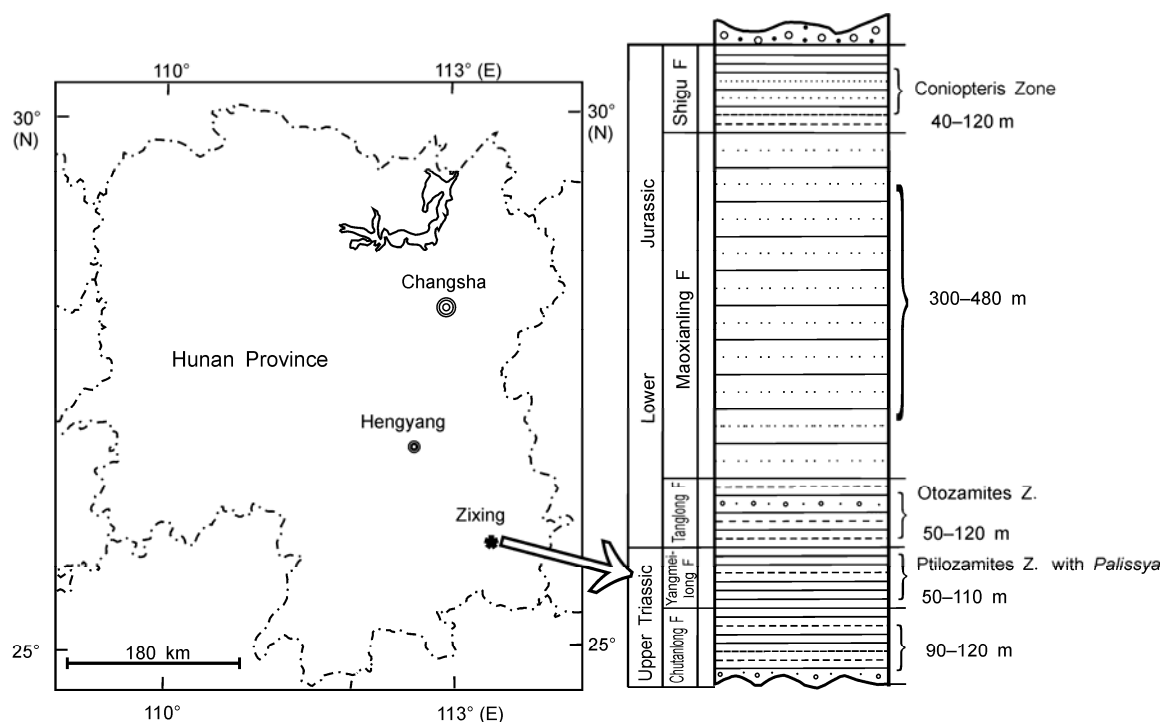 110°
113° (E)
30°
(N)
30°
(N)
Changsha
Hunan Province
Hengyang
Zixing
25°
25°
180 km
110°
113° (E)
Jurassic
Lower
Upper Triassic
Shigu F
Maoxianling F
Tanglong F
Yangmei-
long F
Chutanlong F
Coniopteris Zone
40–120 m
300–480 m
Otozamites Z.
50–120 m
Ptilozamites Z. with Palissya
50–110 m
90–120 m